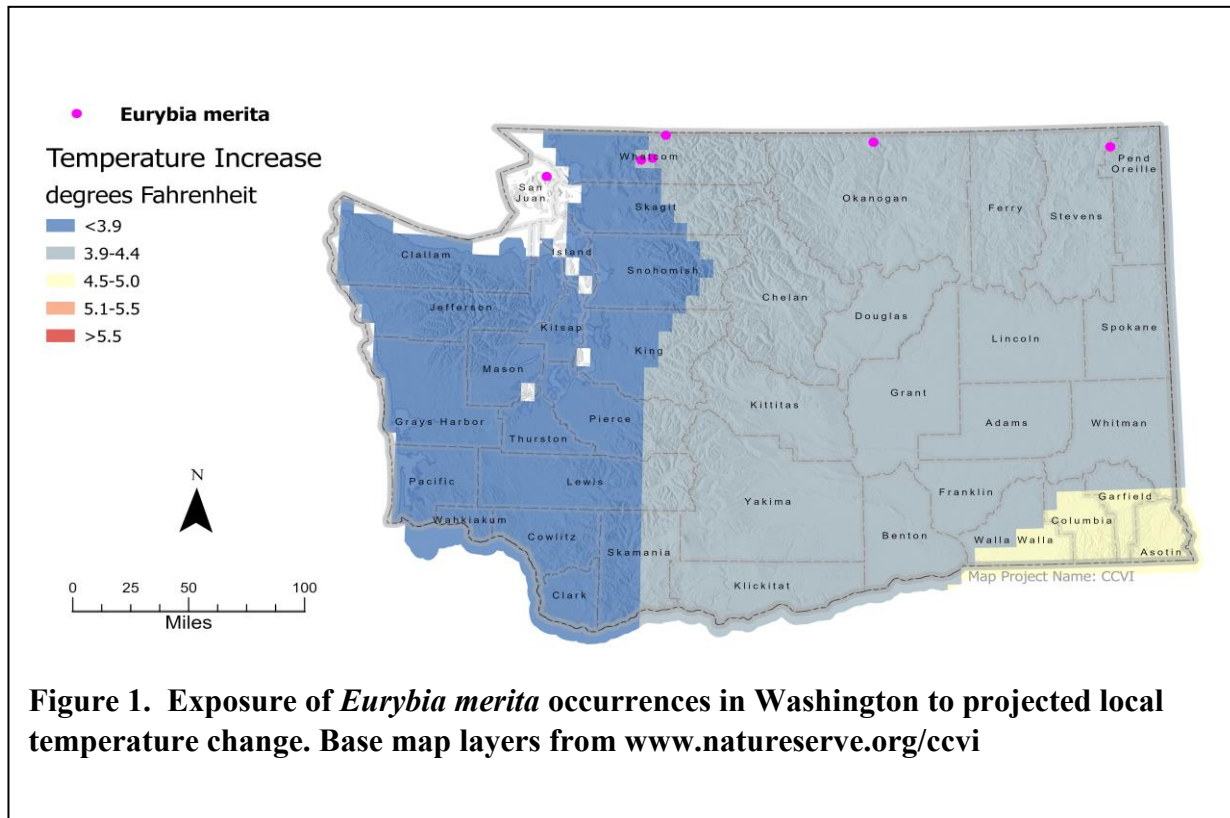 Eurybia merita
Temperature Increase
degrees Fahrenheit
<3.9
3.9-4.4
4.5-5.0
5.1-5.5
>5.5
N
0 25 50 100
Miles
Whatcom
San
Juan
Skagit
Okanogan
Ferry
Stevens
Pend
Oreille
Clallam
Island
Snohomish
Jefferson
Chelan
Douglas
Kitsap
King
Lincoln
Spokane
Mason
Grant
Kittitas
Grays Harbor
Pierce
Adams
Whitman
Thurston
Pacific
Lewis
Yakima
Franklin
Garfield
Wahkiakum
Columbia
Cowlitz
Skamania
Benton
Walla Walla
Asotin
Clark
Klickitat
Map Project Name: CCVI
Figure 1. Exposure of Eurybia merita occurrences in Washington to projected local
temperature change. Base map layers from www.natureserve.org/ccvi